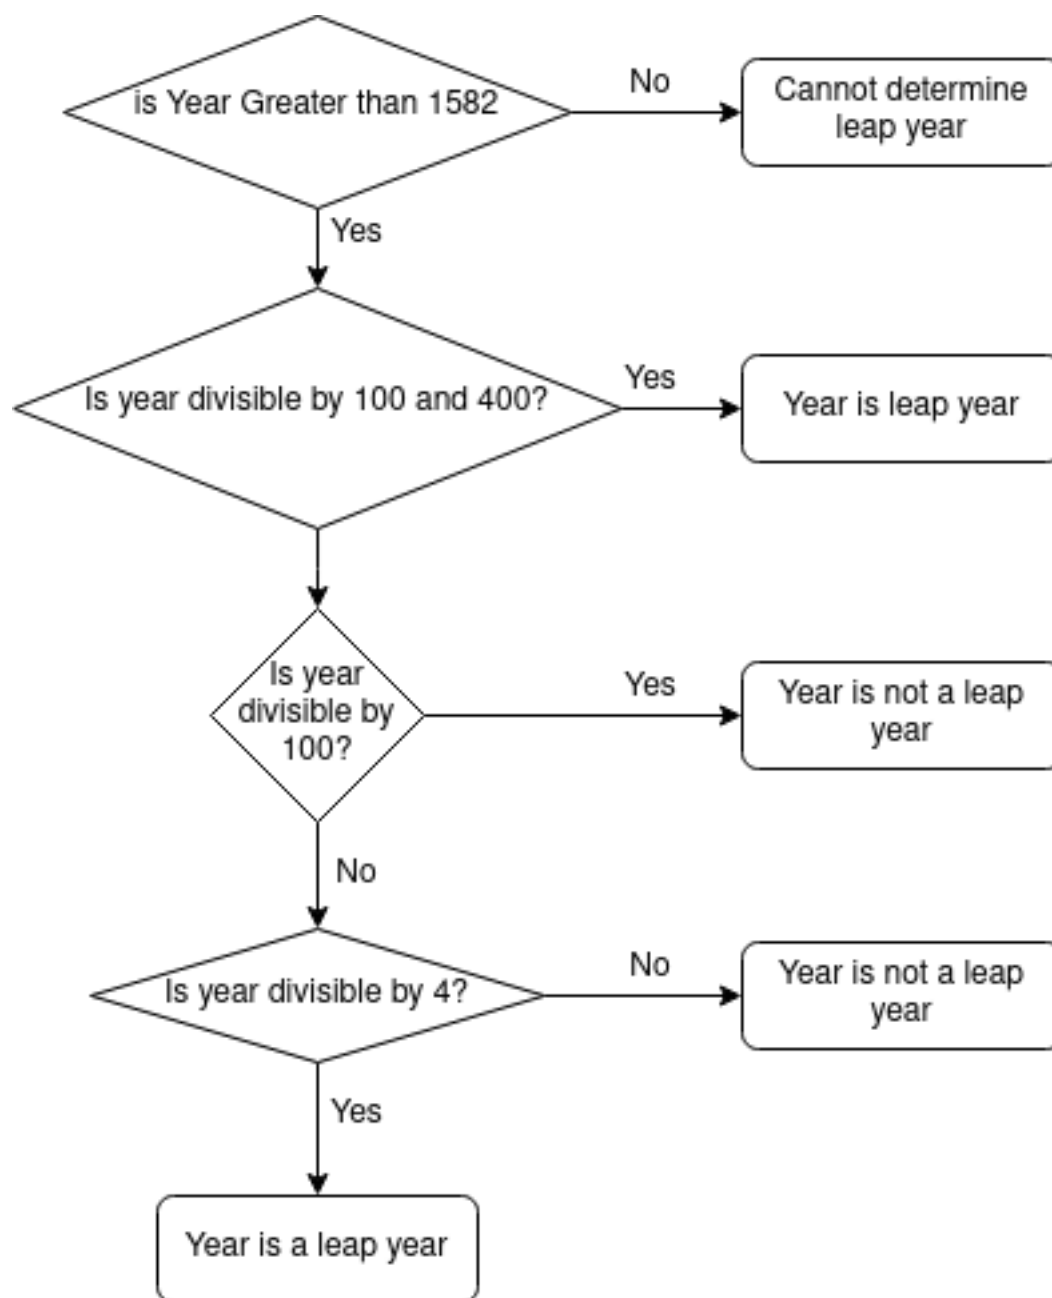 is Year Greater than 1582
No
Cannot determine
leap year
Yes
Is year divisible by 100 and 400?
Yes
Year is leap year
Is year
divisible by
100?
Yes
Year is not a leap
year
No
Is year divisible by 4?
No
Year is not a leap
year
Yes
Year is a leap year